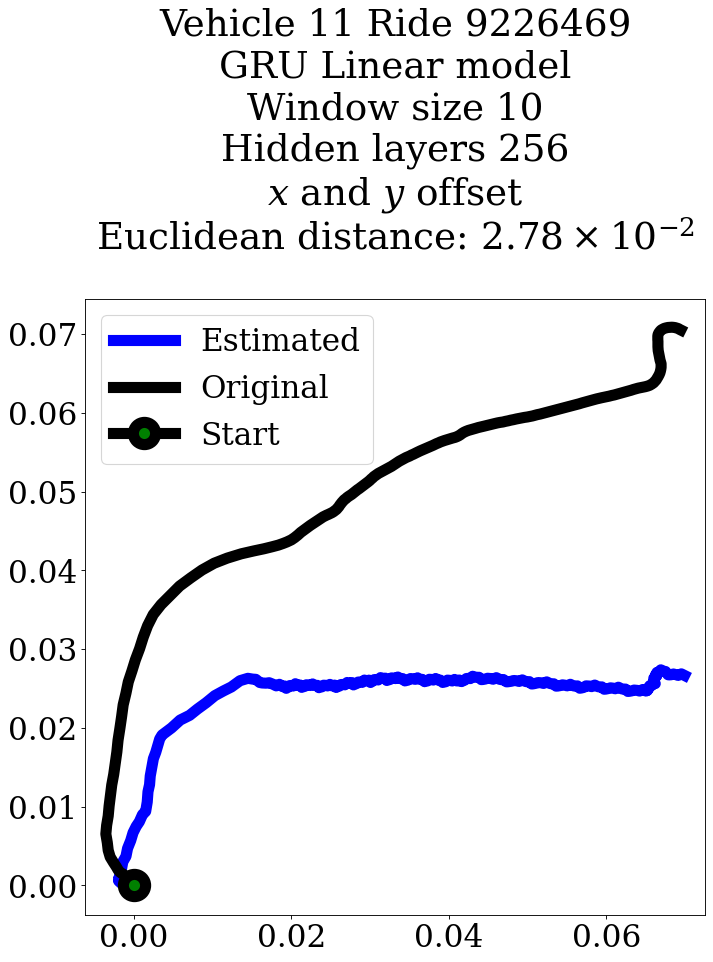 Vehicle 11 Ride 9226469
GRU Linear model
Window size 10
Hidden layers 256
x and y offset
Euclidean distance: 2.78 × 10⁻²
Estimated
Original
Start
0.07
0.06
0.05
0.04
0.03
0.02
0.01
0.00
0.00 0.02 0.04 0.06